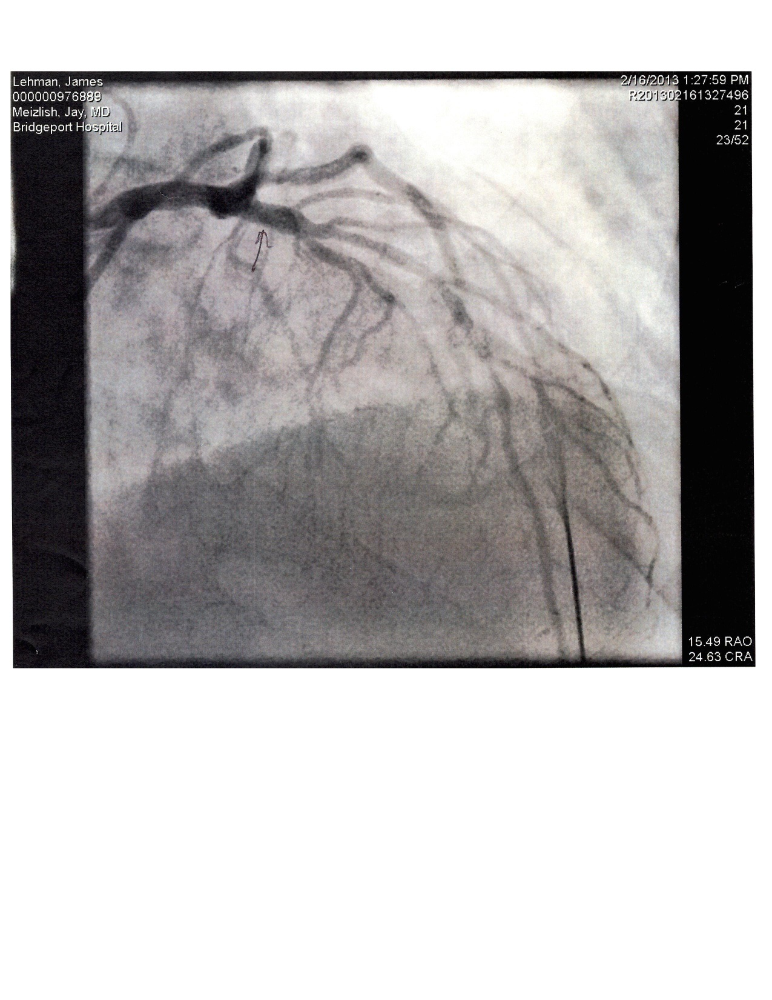 Lehman, James
000000976889
Meizlish, Jay, MD
Bridgeport Hospital
2/16/2013 1:27:59 PM
R201302161327496
21
21
23/52
15.49 RAO
24.63 CRA